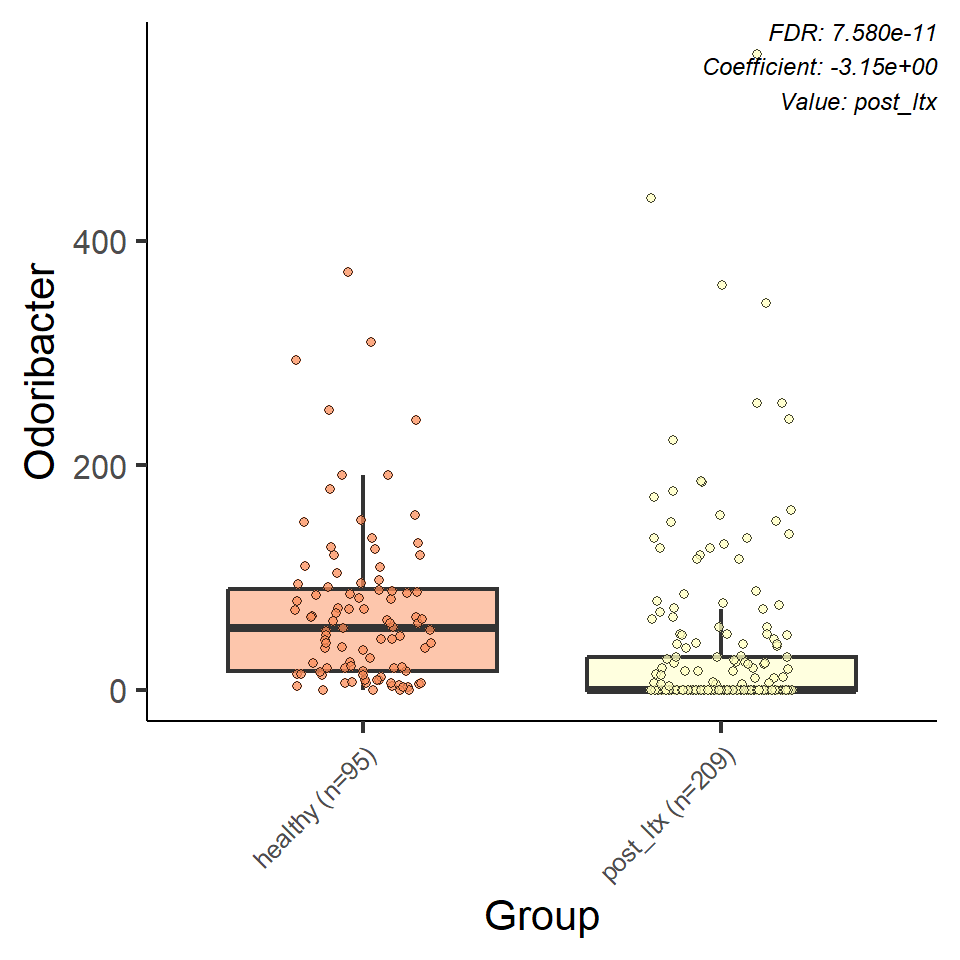 FDR: 7.580e-11
Coefficient: -3.15e+00
Value: post_ltx
Odoribacter
400
200
0
healthy (n=95)
post_ltx (n=209)
Group